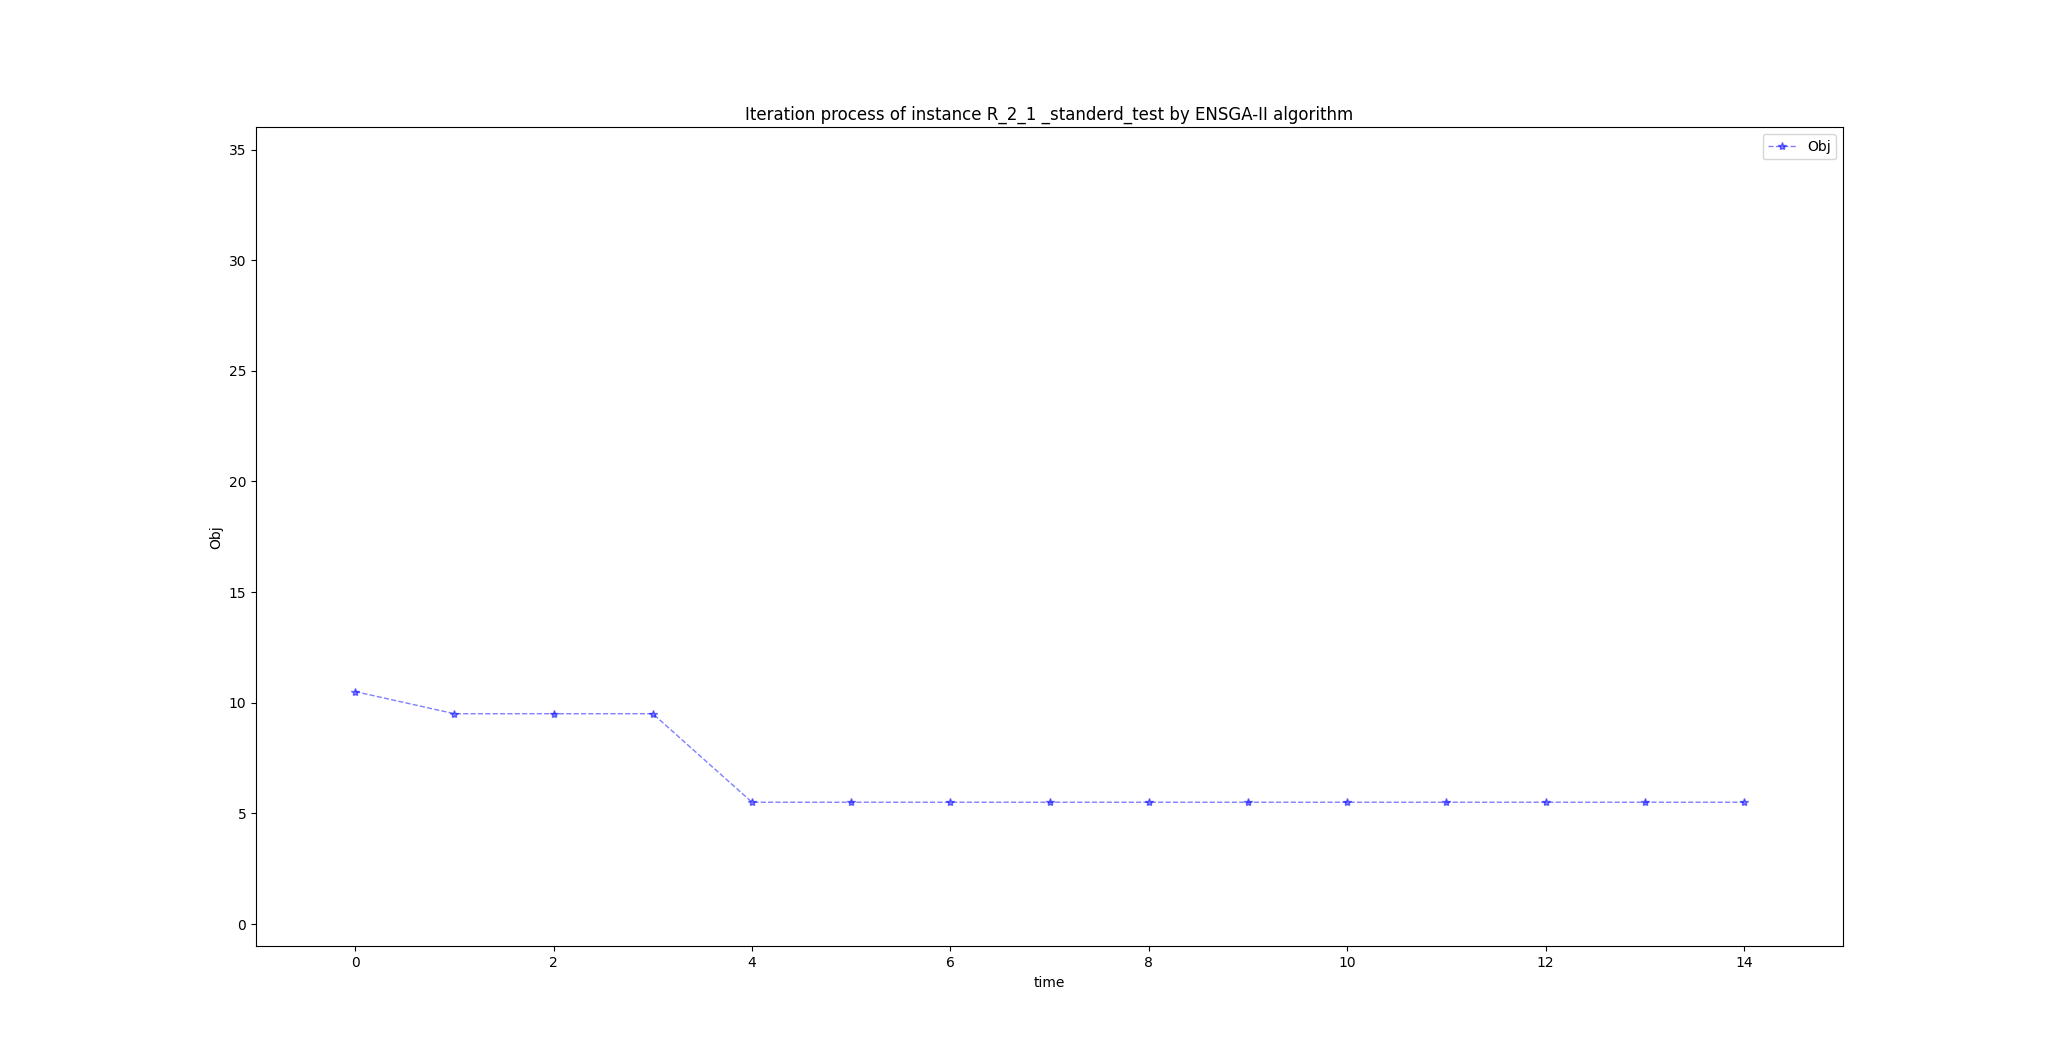 Iteration process of instance R_2_1 _standerd_test by ENSGA-II algorithm
Obj
35
30
25
20
15
10
5
0
Obj
0 2 4 6 8 10 12 14
time